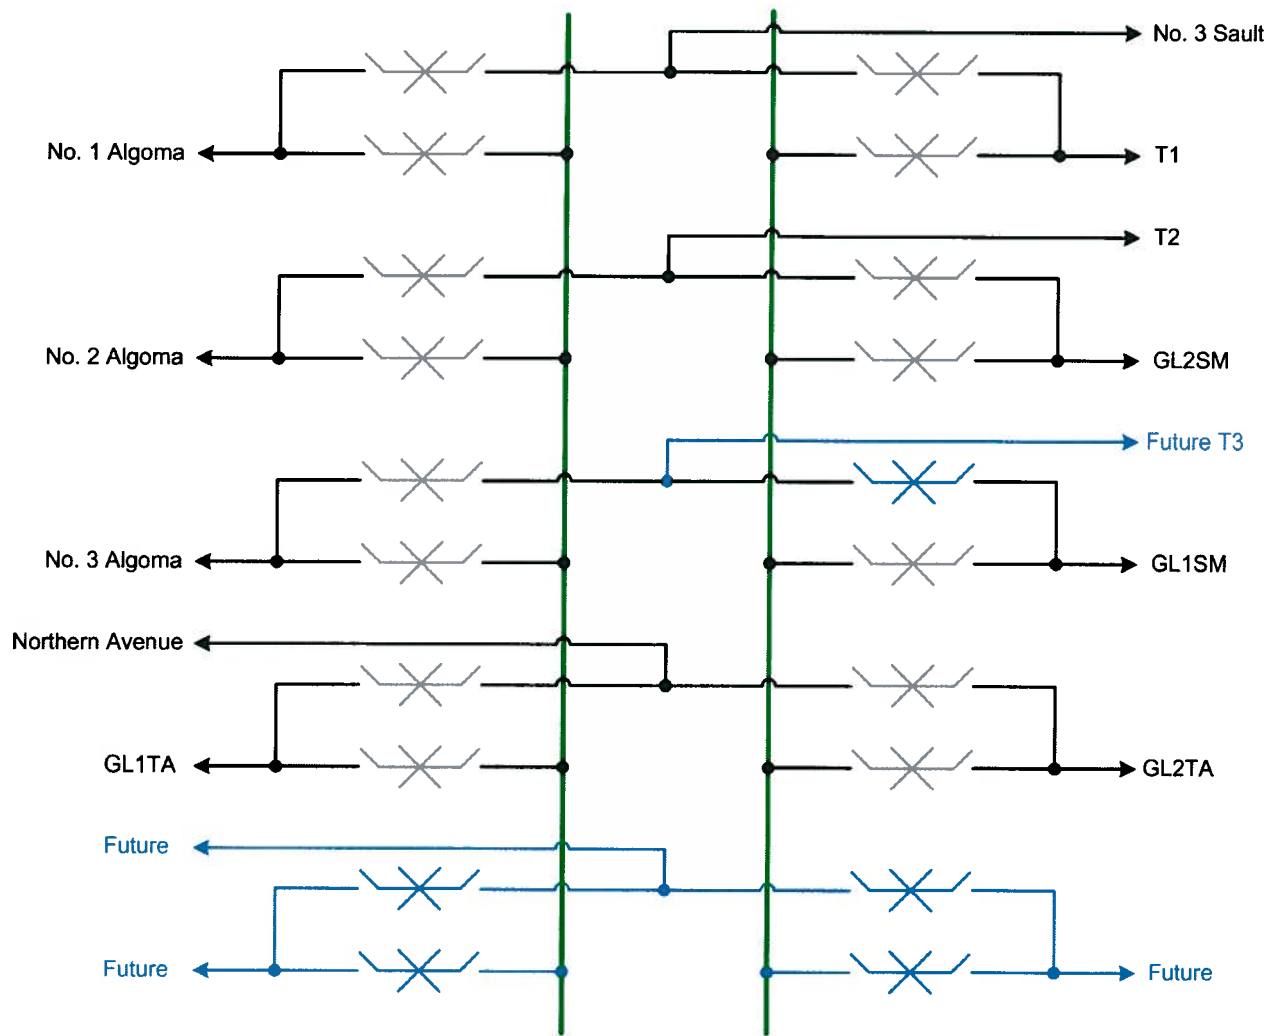 No. 3 Sault
No. 1 Algoma
T1
T2
No. 2 Algoma
GL2SM
Future T3
No. 3 Algoma
GL1SM
Northern Avenue
GL1TA
GL2TA
Future
Future
Future